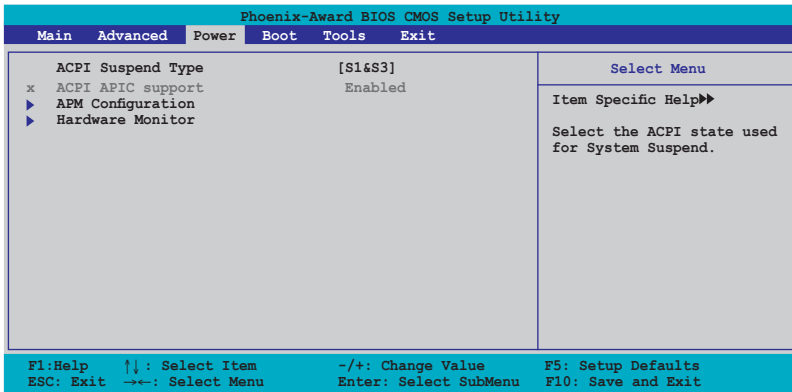 Phoenix-Award BIOS CMOS Setup Utility
Main Advanced Power Boot Tools Exit
ACPI Suspend Type [S1&S3]
x ACPI APIC support Enabled
APM Configuration
Hardware Monitor
Select Menu
Item Specific Help
Select the ACPI state used
for System Suspend.
F1:Help ↑↓: Select Item -/+: Change Value F5: Setup Defaults
ESC: Exit →←: Select Menu Enter: Select SubMenu F10: Save and Exit